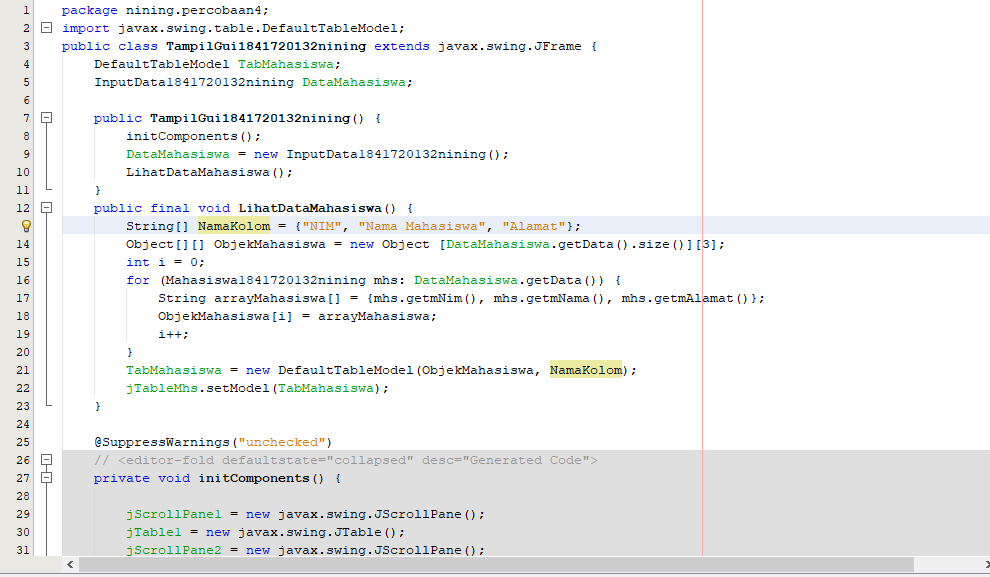 1 package nining.percobaan4;
2 import javax.swing.table.DefaultTableModel;
3 public class TampilGui1841720132nining extends javax.swing.JFrame {
4 DefaultTableModel TabMahasiswa;
5 InputData1841720132nining DataMahasiswa;
6
7 public TampilGui1841720132nining() {
8 initComponents();
9 DataMahasiswa = new InputData1841720132nining();
10 LihatDataMahasiswa();
11 }
12 public final void LihatDataMahasiswa() {
String[] NamaKolom = {"NIM", "Nama Mahasiswa", "Alamat"};
14 Object[][] ObjekMahasiswa = new Object [DataMahasiswa.getData().size()][3];
15 int i = 0;
16 for (Mahasiswa1841720132nining mhs: DataMahasiswa.getData()) {
17 String arrayMahasiswa[] = {mhs.getmNim(), mhs.getmNama(), mhs.getmAlamat()};
18 ObjekMahasiswa[i] = arrayMahasiswa;
19 i++;
20 }
21 TabMahasiswa = new DefaultTableModel(ObjekMahasiswa, NamaKolom);
22 jTableMhs.setModel(TabMahasiswa);
23 }
24
25 @SuppressWarnings("unchecked")
26 // <editor-fold defaultstate="collapsed" desc="Generated Code">
27 private void initComponents() {
28
29 jScrollPane1 = new javax.swing.JScrollPane();
30 jTable1 = new javax.swing.JTable();
31 jScrollPane2 = new javax.swing.JScrollPane();